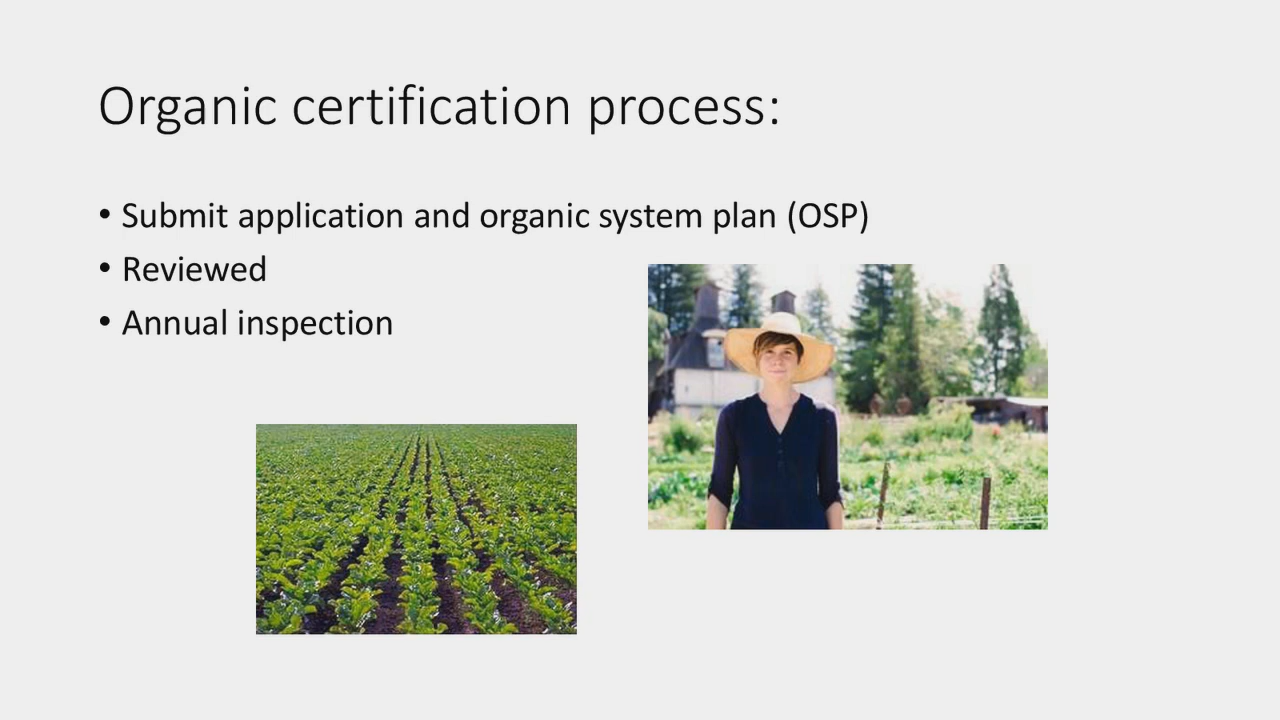 Organic certification process:
• Submit application and organic system plan (OSP)
• Reviewed
• Annual inspection